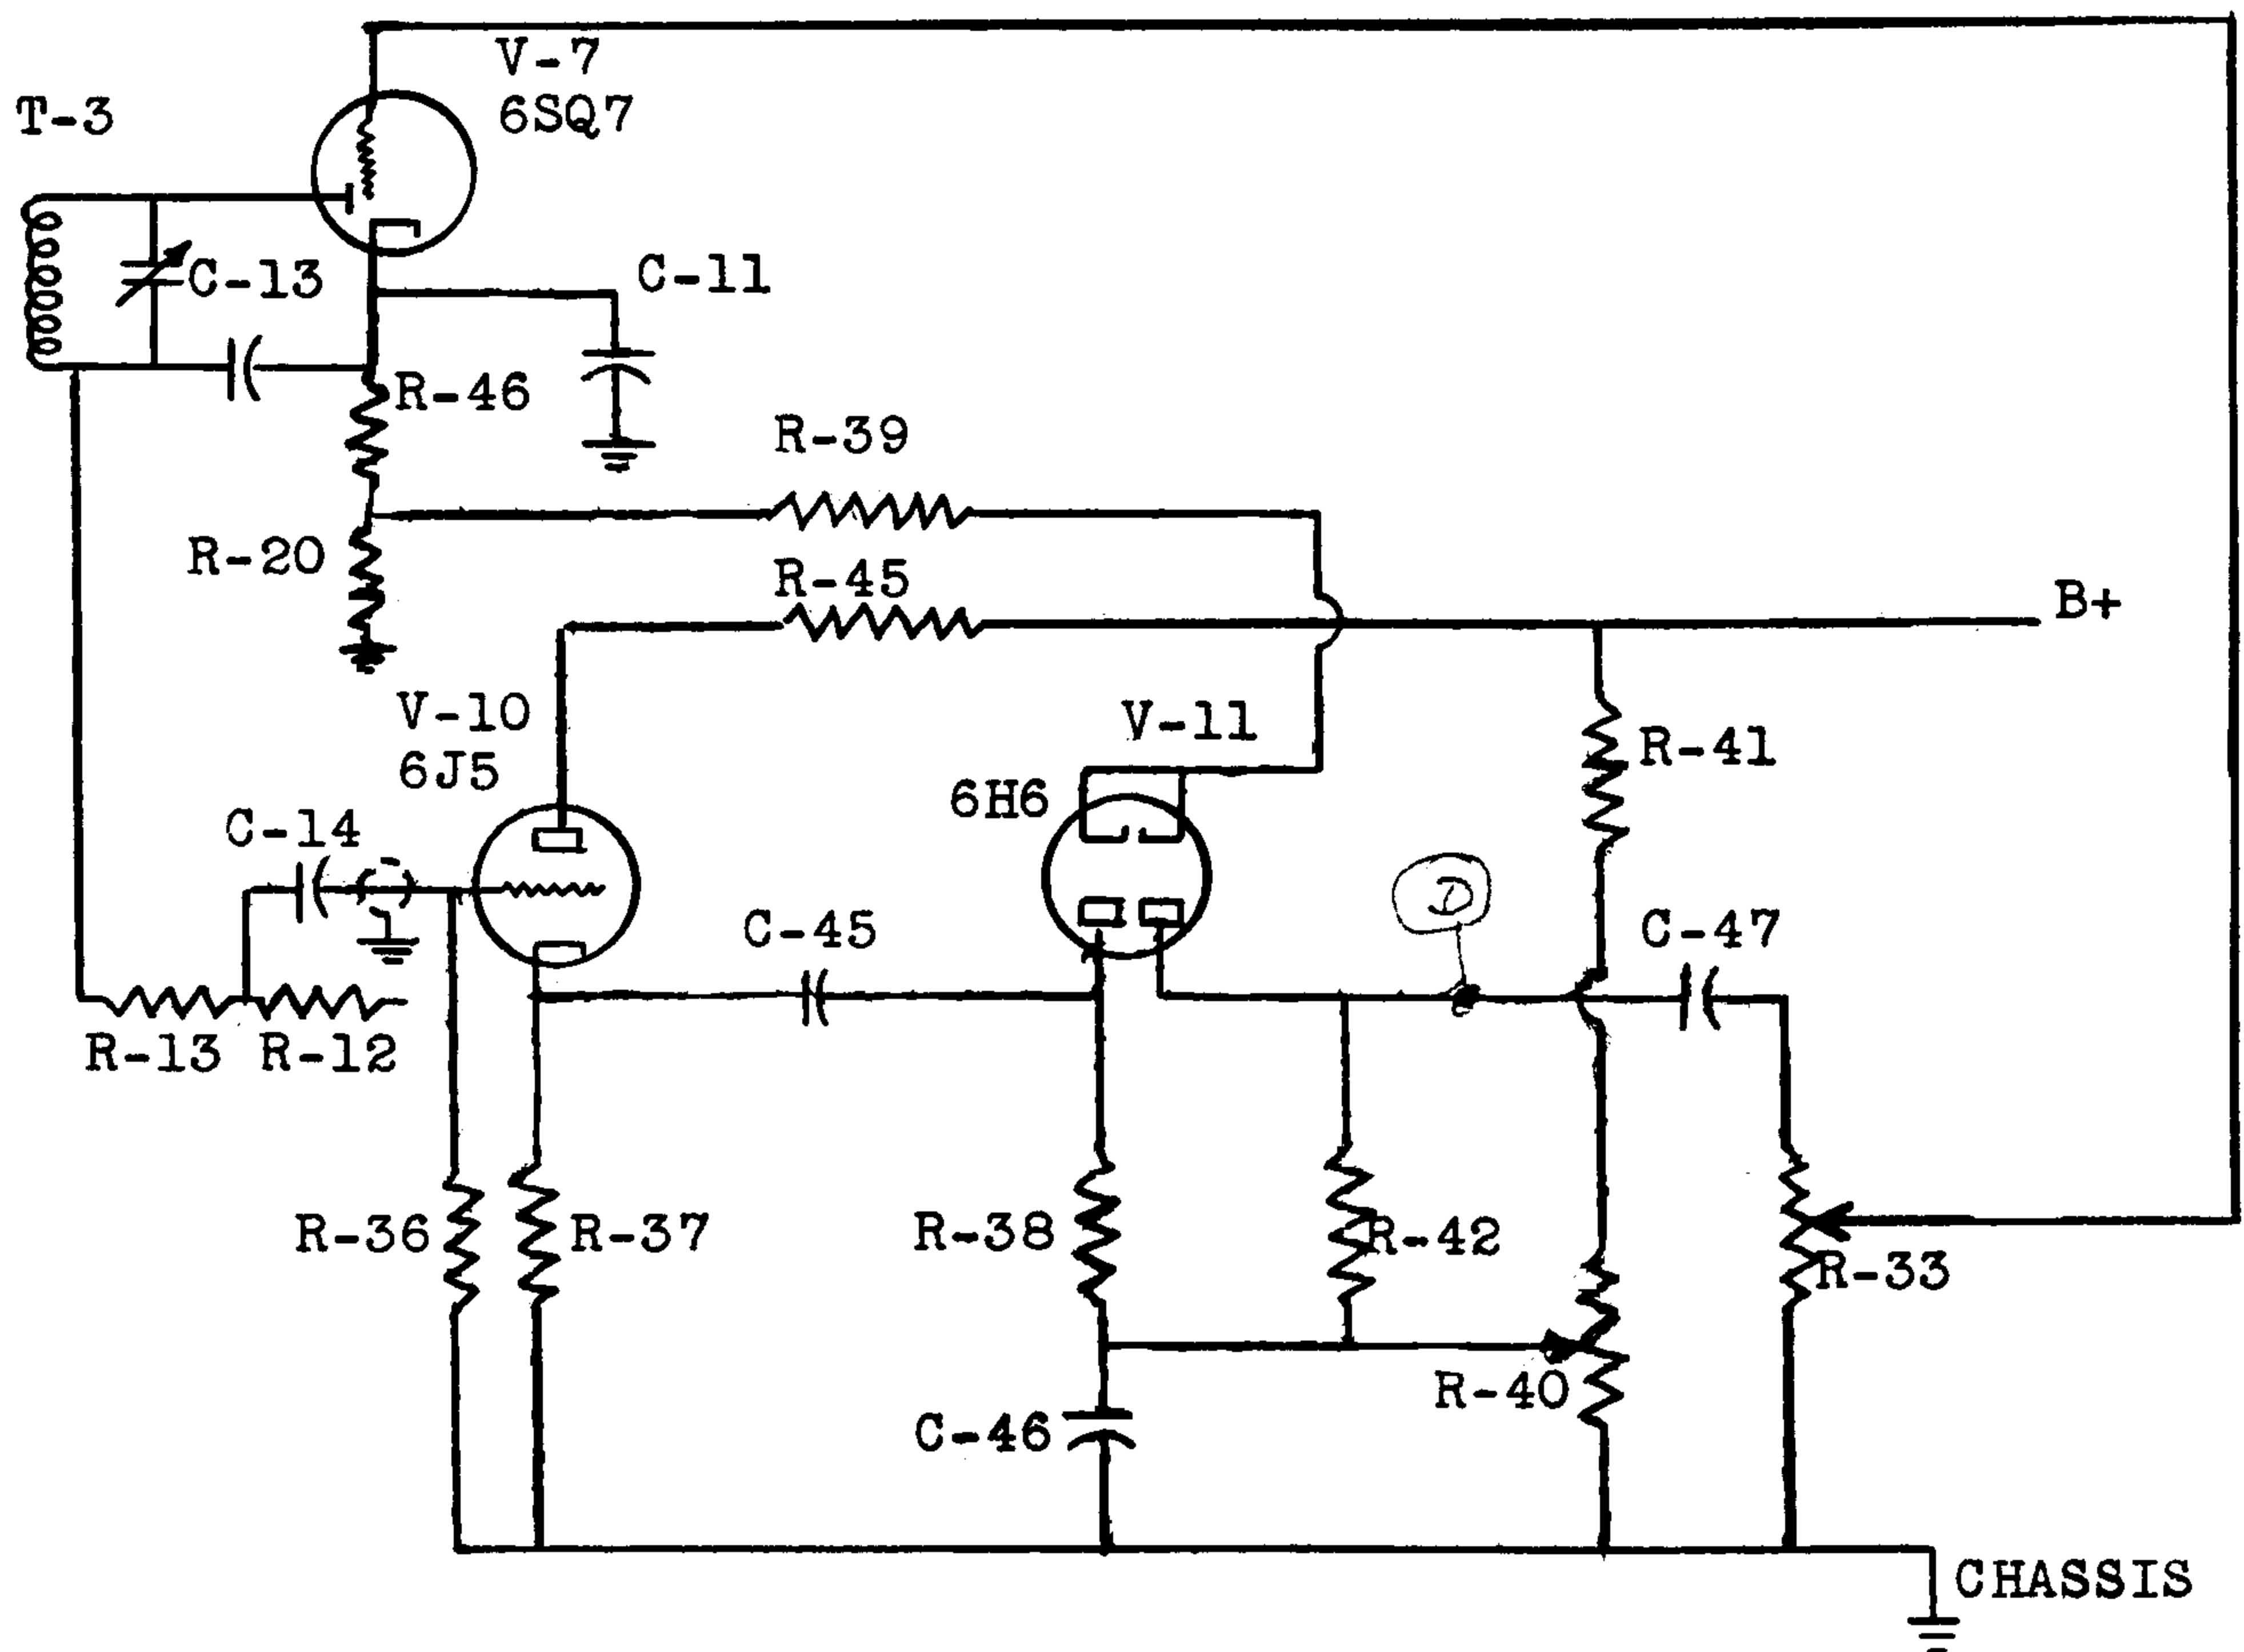 V-7
6SQ7
T-3
C-13
C-11
R-46
R-39
R-20
R-45
B+
V-10
6J5
V-11
6H6
R-41
C-14
D
C-45
C-47
R-13
R-12
R-36
R-37
R-38
R-42
R-33
R-40
C-46
CHASSIS